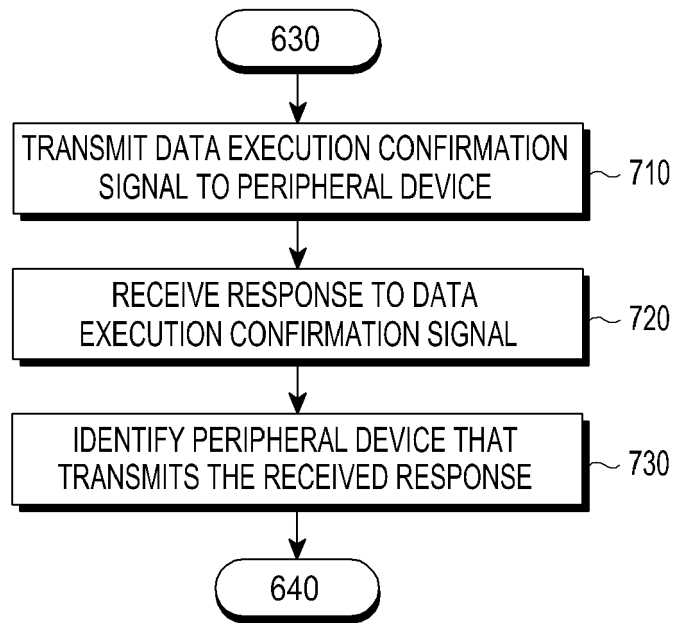 630
TRANSMIT DATA EXECUTION CONFIRMATION
SIGNAL TO PERIPHERAL DEVICE
710
RECEIVE RESPONSE TO DATA
EXECUTION CONFIRMATION SIGNAL
720
IDENTIFY PERIPHERAL DEVICE THAT
TRANSMITS THE RECEIVED RESPONSE
730
640